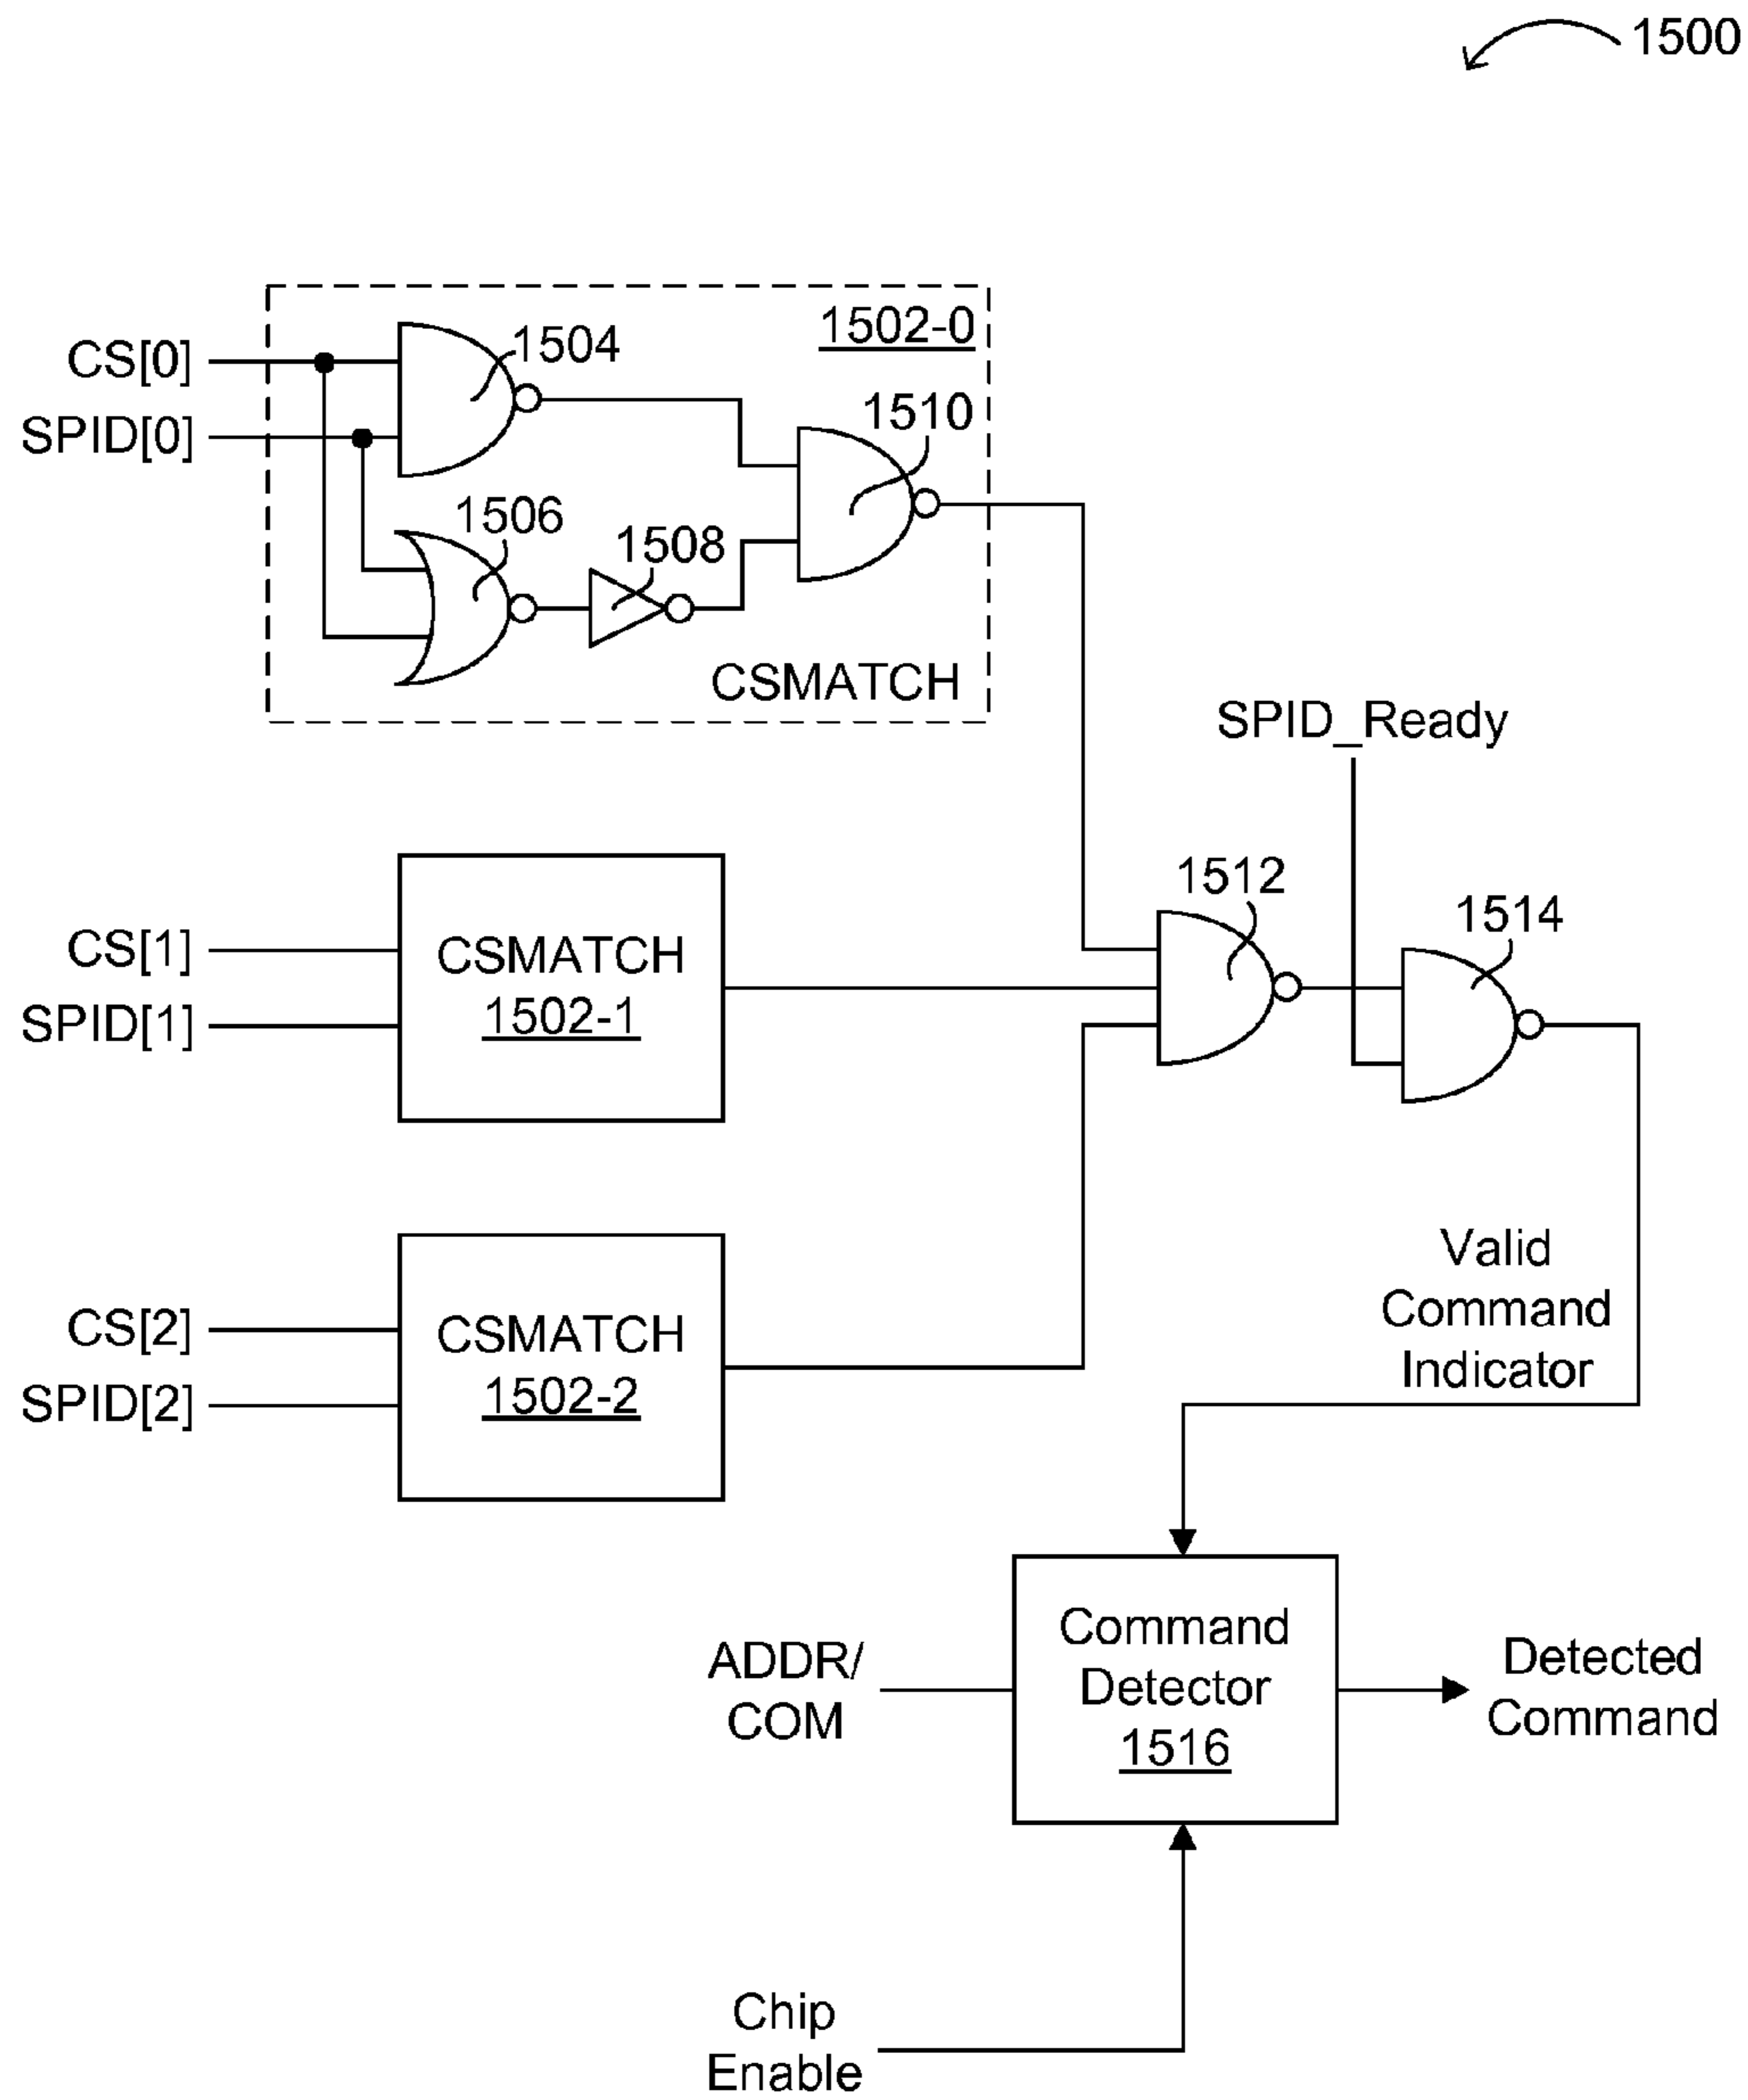 1500
1502-0
CS[0]
1504
SPID[0]
1510
1506
1508
CSMATCH
SPID_Ready
1512
1514
CS[1]
CSMATCH
1502-1
SPID[1]
Valid
Command
Indicator
CS[2]
CSMATCH
1502-2
SPID[2]
ADDR/
COM
Command
Detector
1516
Detected
Command
Chip
Enable